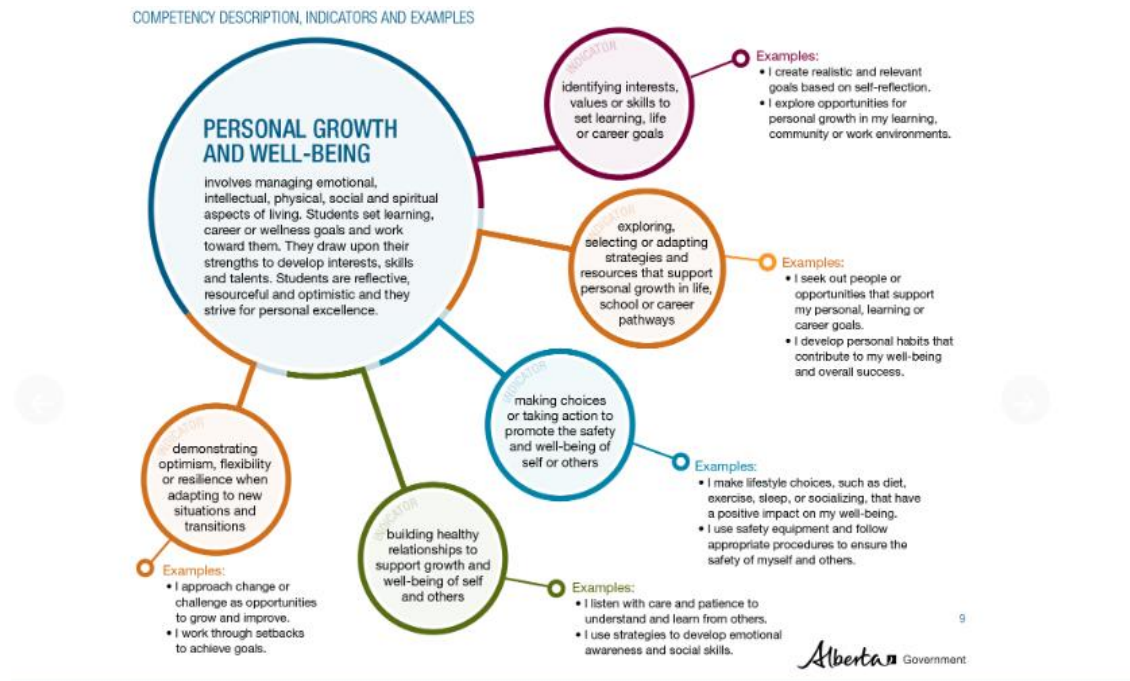 COMPETENCY DESCRIPTION, INDICATORS AND EXAMPLES
PERSONAL GROWTH
AND WELL-BEING
involves managing emotional,
intellectual, physical, social and spiritual
aspects of living. Students set learning,
career or wellness goals and work
toward them. They draw upon their
strengths to develop interests, skills
and talents. Students are reflective,
resourceful and optimistic and they
strive for personal excellence.
INDICATOR
identifying interests,
values or skills to
set learning, life
or career goals
Examples:
• I create realistic and relevant
goals based on self-reflection.
• I explore opportunities for
personal growth in my learning,
community or work environments.
INDICATOR
exploring,
selecting or adapting
strategies and
resources that support
personal growth in life,
school or career
pathways
Examples:
• I seek out people or
opportunities that support
my personal, learning or
career goals.
• I develop personal habits that
contribute to my well-being
and overall success.
INDICATOR
making choices
or taking action to
promote the safety
and well-being of
self or others
Examples:
• I make lifestyle choices, such as diet,
exercise, sleep, or socializing, that have
a positive impact on my well-being.
• I use safety equipment and follow
appropriate procedures to ensure the
safety of myself and others.
INDICATOR
building healthy
relationships to
support growth and
well-being of self
and others
Examples:
• I listen with care and patience to
understand and learn from others.
• I use strategies to develop emotional
awareness and social skills.
INDICATOR
demonstrating
optimism, flexibility
or resilience when
adapting to new
situations and
transitions
Examples:
• I approach change or
challenge as opportunities
to grow and improve.
• I work through setbacks
to achieve goals.
9
Alberta Government